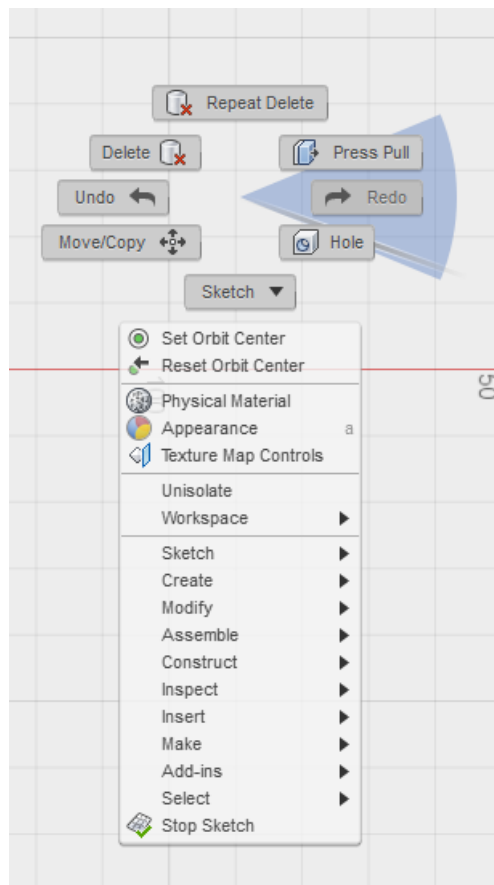 Repeat Delete
Delete
Press Pull
Undo
Redo
Move/Copy
Hole
Sketch
Set Orbit Center
Reset Orbit Center
50
Physical Material
Appearance a
Texture Map Controls
Unisolate
Workspace
Sketch
Create
Modify
Assemble
Construct
Inspect
Insert
Make
Add-ins
Select
Stop Sketch